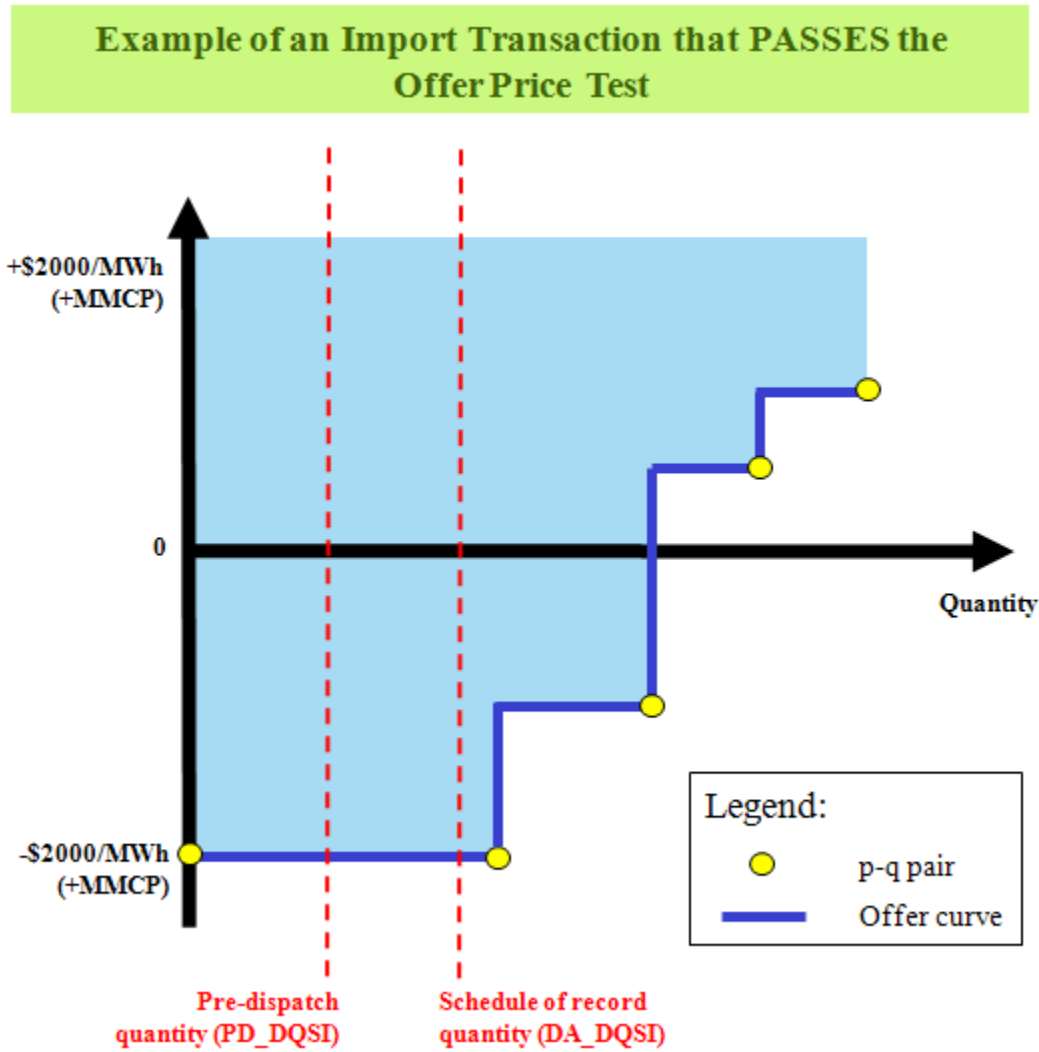 Example of an Import Transaction that PASSES the
Offer Price Test
+$2000/MWh
(+MMCP)
0
Quantity
-$2000/MWh
(+MMCP)
Legend:
p-q pair
Offer curve
Pre-dispatch
quantity (PD_DQSI)
Schedule of record
quantity (DA_DQSI)